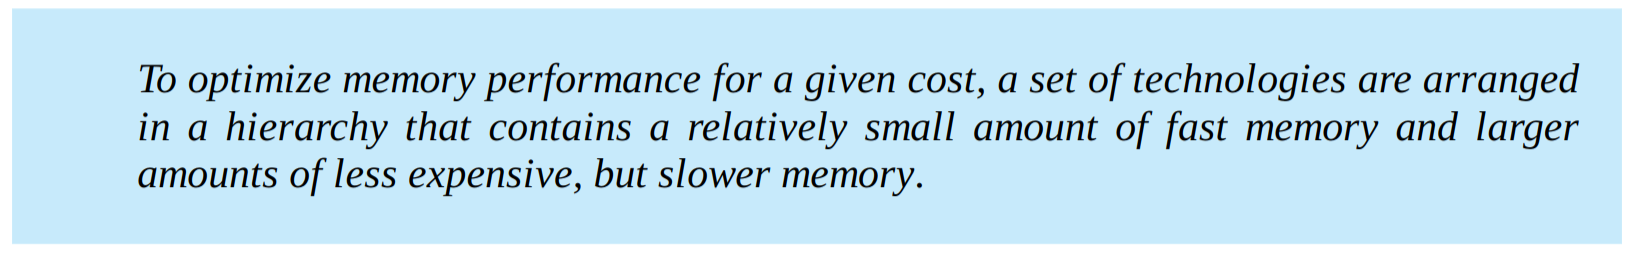 To optimize memory performance for a given cost, a set of technologies are arranged
in a hierarchy that contains a relatively small amount of fast memory and larger
amounts of less expensive, but slower memory.